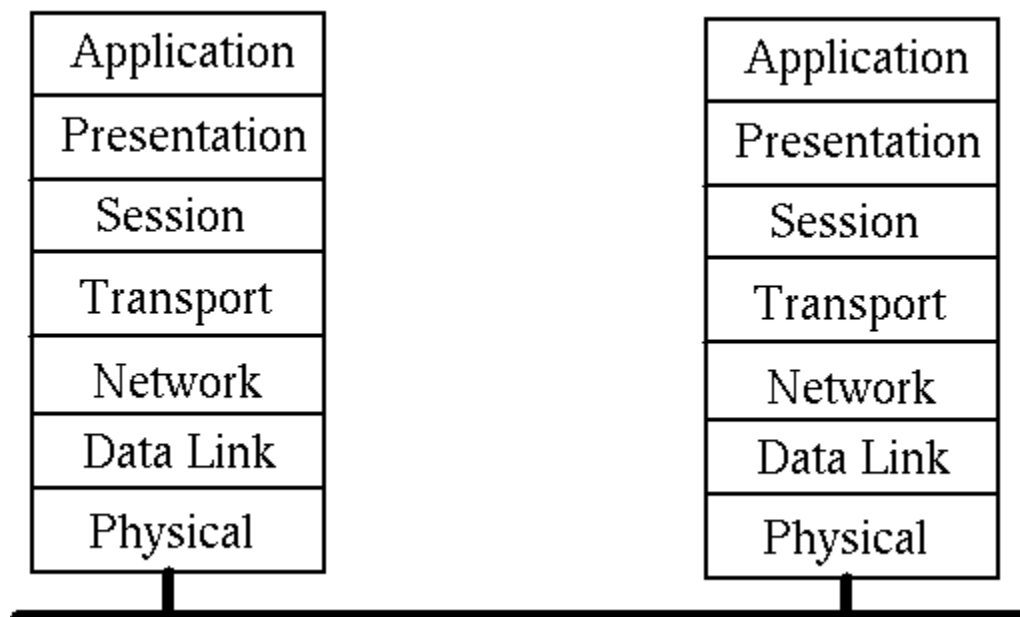 Application
Presentation
Session
Transport
Network
Data Link
Physical
Application
Presentation
Session
Transport
Network
Data Link
Physical